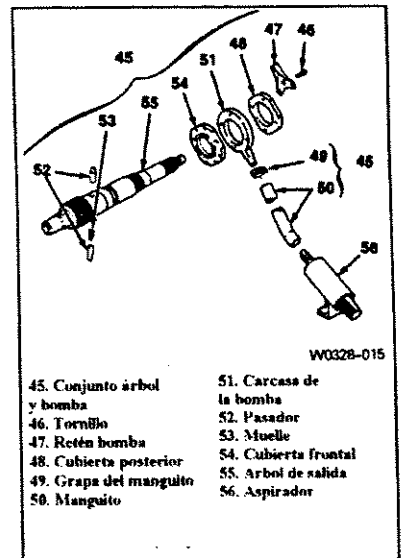 47 46
48
45
51
54
55
53
52
49
45
50
56
W0328-015
45. Conjunto árbol
y bomba
46. Tornillo
47. Retén bomba
48. Cubierta posterior
49. Grapa del manguito
50. Manguito
51. Carcasa de
la bomba
52. Pasador
53. Muelle
54. Cubierta frontal
55. Arbol de salida
56. Aspirador